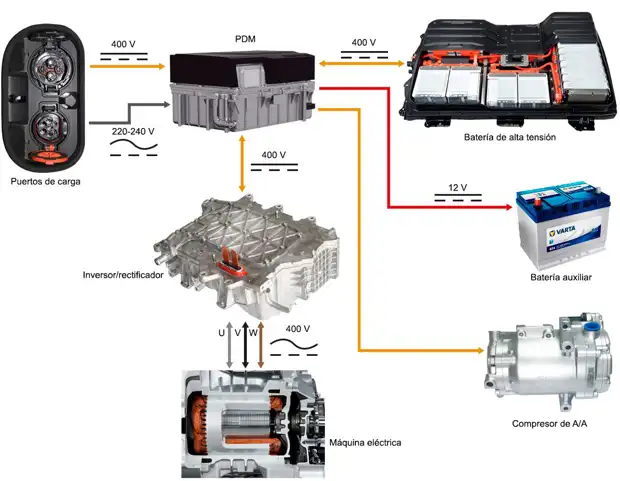 PDM
400 V
400 V
220-240 V
Puertos de carga
Batería de alta tensión
400 V
12 V
VARTA
Inversor/rectificador
Batería auxiliar
U V W
400 V
Máquina eléctrica
Compresor de A/A